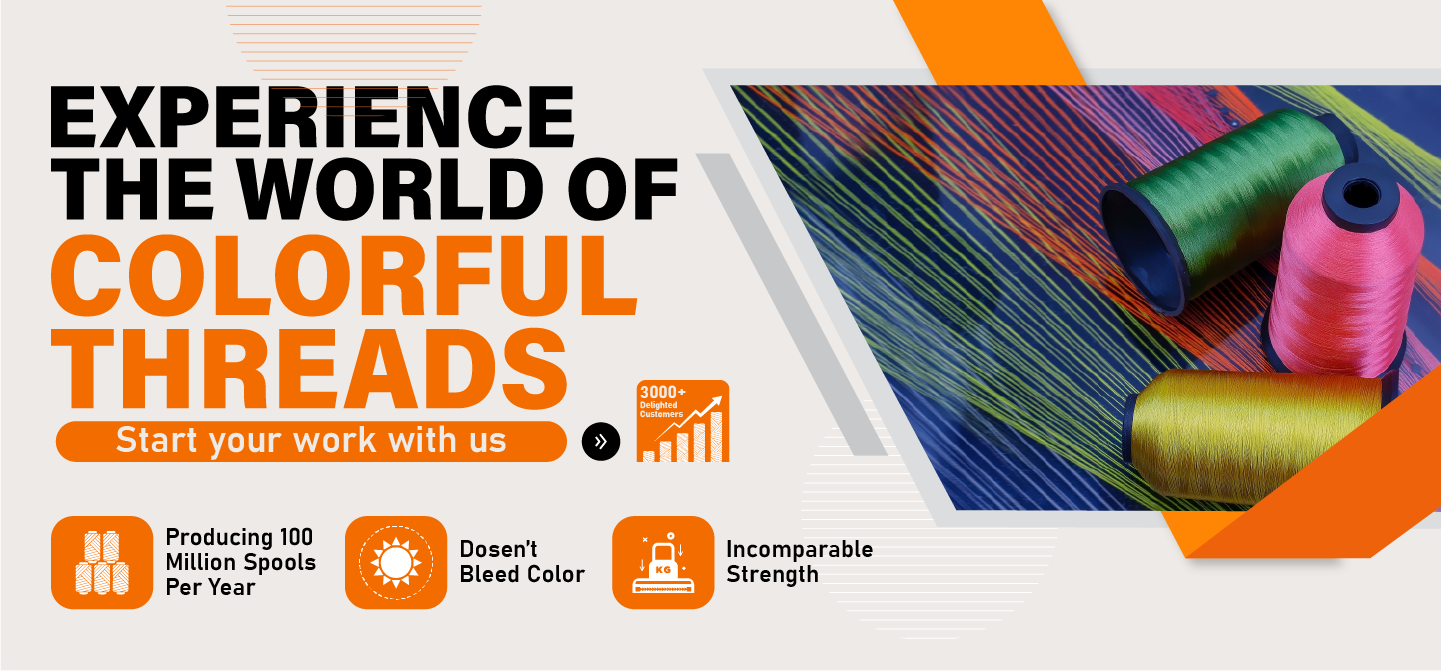 EXPERIENCE
THE WORLD OF
COLORFUL
THREADS
Start your work with us
3000+
Delighted
Customers
Producing 100
Million Spools
Per Year
Dosen't
Bleed Color
KG
Incomparable
Strength